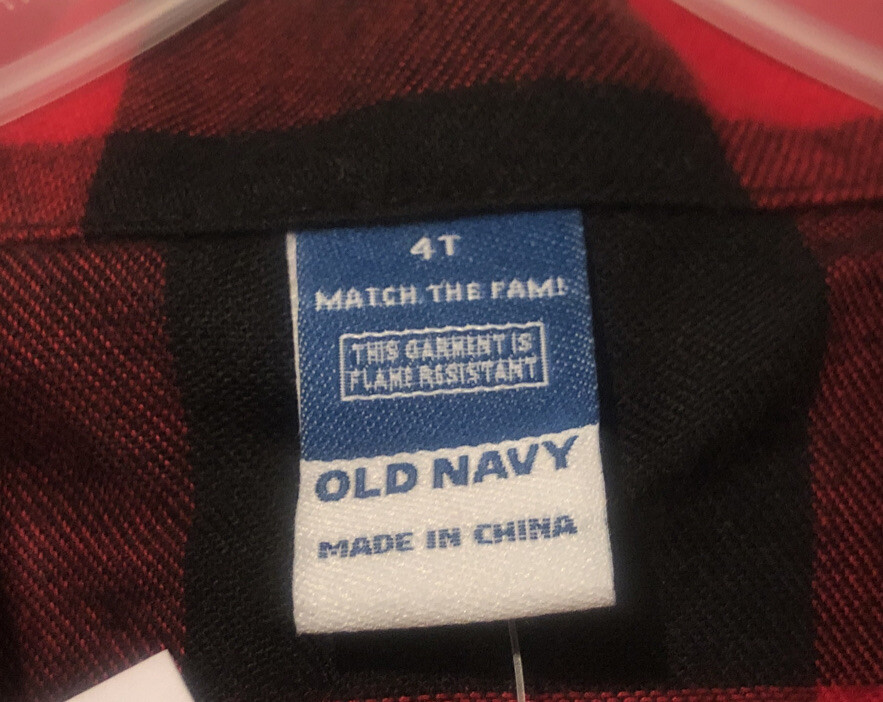 4T
MATCH THE FAM!
THIS GARMENT IS
FLAME RESISTANT
OLD NAVY
MADE IN CHINA